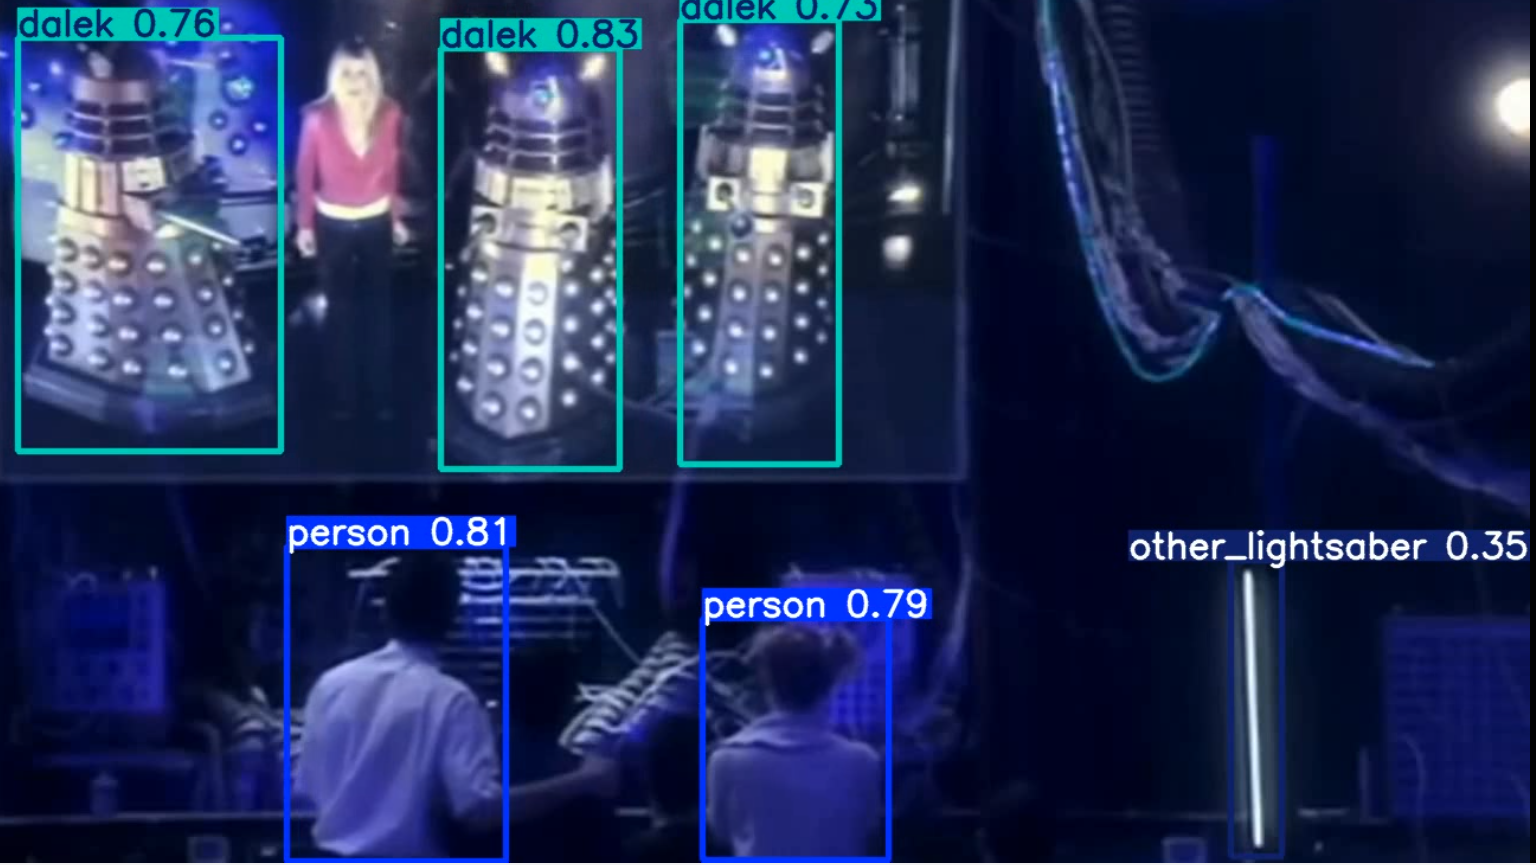 dalek 0.76
dalek 0.83
dalek 0.73
person 0.81
person 0.79
other_lightsaber 0.35